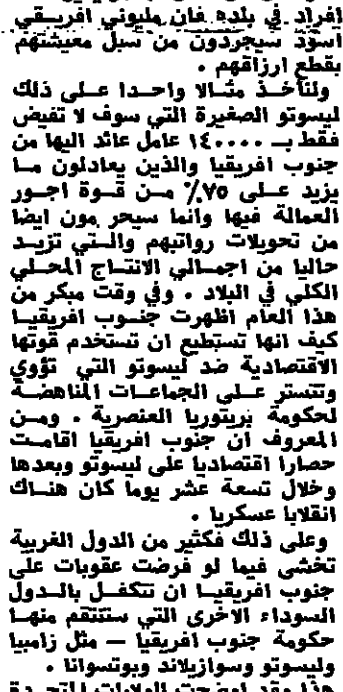 افراد في بلده فان مليوني افريقي
اسود سيجردون من سبل معيشتهم
بقطع ارزاقهم .
ولنأخذ مثالا واحدا على ذلك
ليسوتو الصغيرة التي سوف لا تفيض
فقط بـ ١٤٠٠٠٠ عامل عائد اليها من
جنوب افريقيا والذين يعادلون ما
يزيد على ٧٥٪ من قوة اجور
العمالة فيها وانما سيحرمون ايضا
من تحويلات رواتبهم والتي تزيد
حاليا من اجمالي الانتاج المحلي
الكلي في البلاد . وفي وقت مبكر من
هذا العام اظهرت جنوب افريقيا
كيف انها تستطيع ان تستخدم قوتها
الاقتصادية ضد ليسوتو التي تؤوي
وتتستر على الجماعات المناهضة
لحكومة بريتوريا العنصرية . ومن
المعروف ان جنوب افريقيا اقامت
حصارا اقتصاديا على ليسوتو وبعدها
وخلال تسعة عشر يوما كان هناك
انقلابا عسكريا .
وعلى ذلك فكثير من الدول الغربية
تخشى فيما لو فرضت عقوبات على
جنوب افريقيا ان تتكفل بالدول
السوداء الاخرى التي ستنتقم منها
حكومة جنوب افريقيا — مثل زامبيا
وليسوتو وسوازيلاند وبوتسوانا .